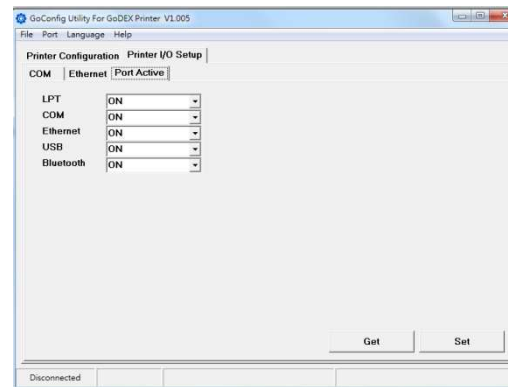 GoConfig Utility For GoDEX Printer V1.005
File Port Language Help
Printer Configuration Printer I/O Setup
COM Ethernet Port Active
LPT ON
COM ON
Ethernet ON
USB ON
Bluetooth ON
Get Set
Disconnected